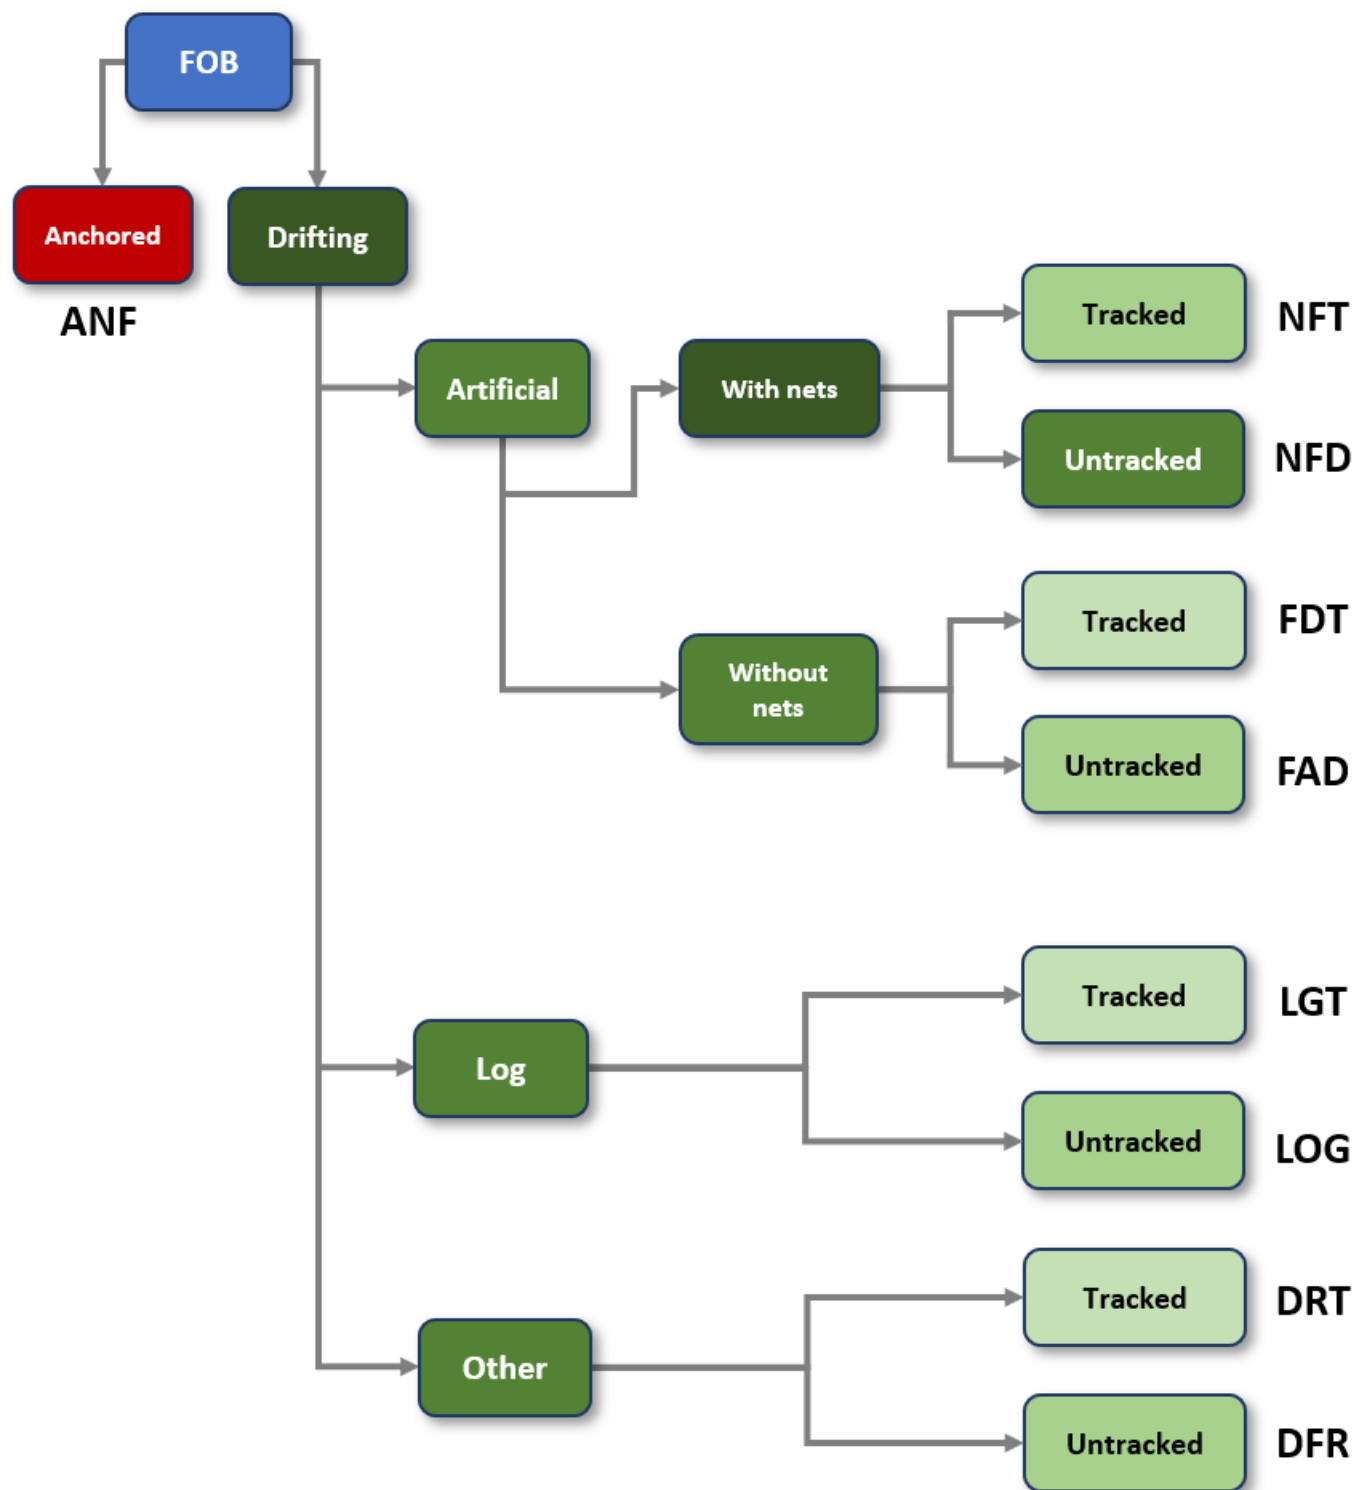 FOB
Anchored
Drifting
ANF
Artificial
With nets
Tracked
NFT
Untracked
NFD
Without
nets
Tracked
FDT
Untracked
FAD
Log
Tracked
LGT
Untracked
LOG
Other
Tracked
DRT
Untracked
DFR